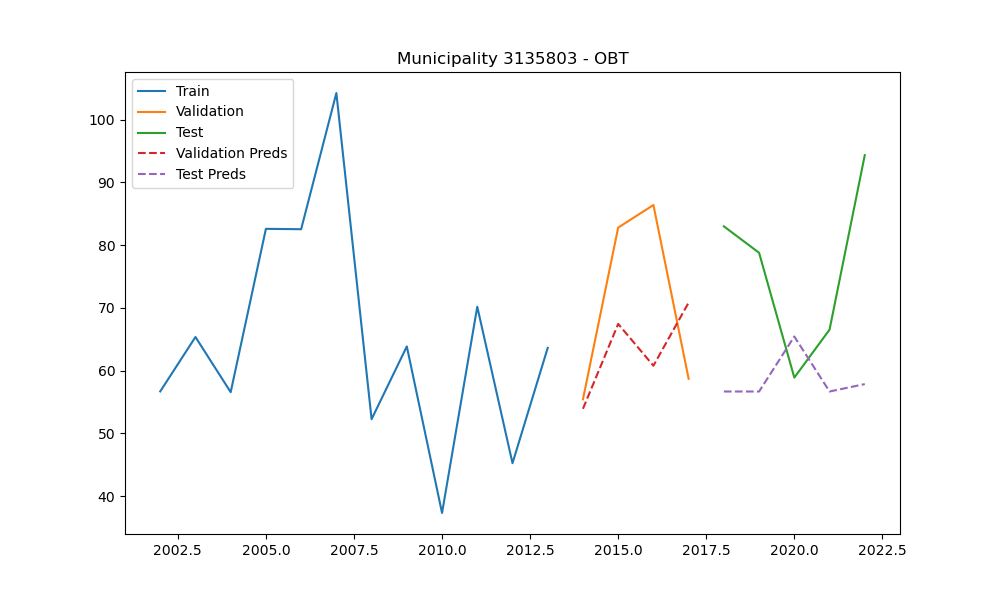 Municipality 3135803 - OBT
Train
Validation
Test
Validation Preds
Test Preds
100
90
80
70
60
50
40
2002.5 2005.0 2007.5 2010.0 2012.5 2015.0 2017.5 2020.0 2022.5